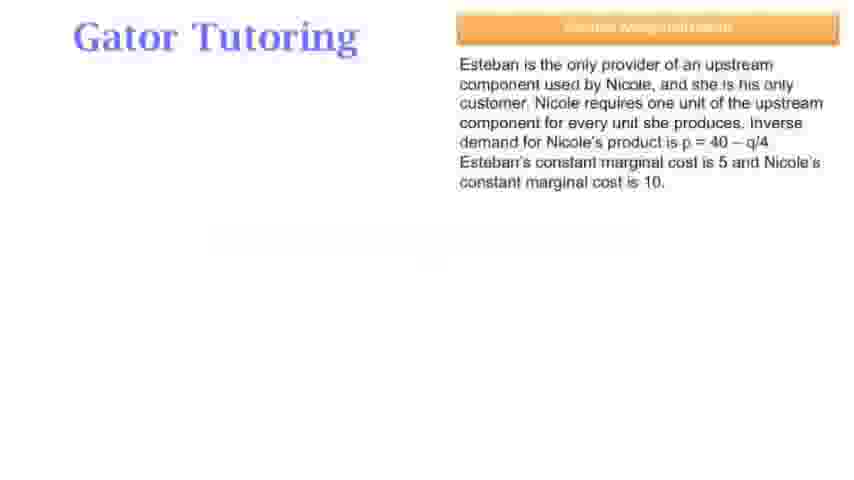 Gator Tutoring
Esteban is the only provider of an upstream
component used by Nicole, and she is his only
customer. Nicole requires one unit of the upstream
component for every unit she produces. Inverse
demand for Nicole's product is p = 40 – q/4
Esteban's constant marginal cost is 5 and Nicole's
constant marginal cost is 10.